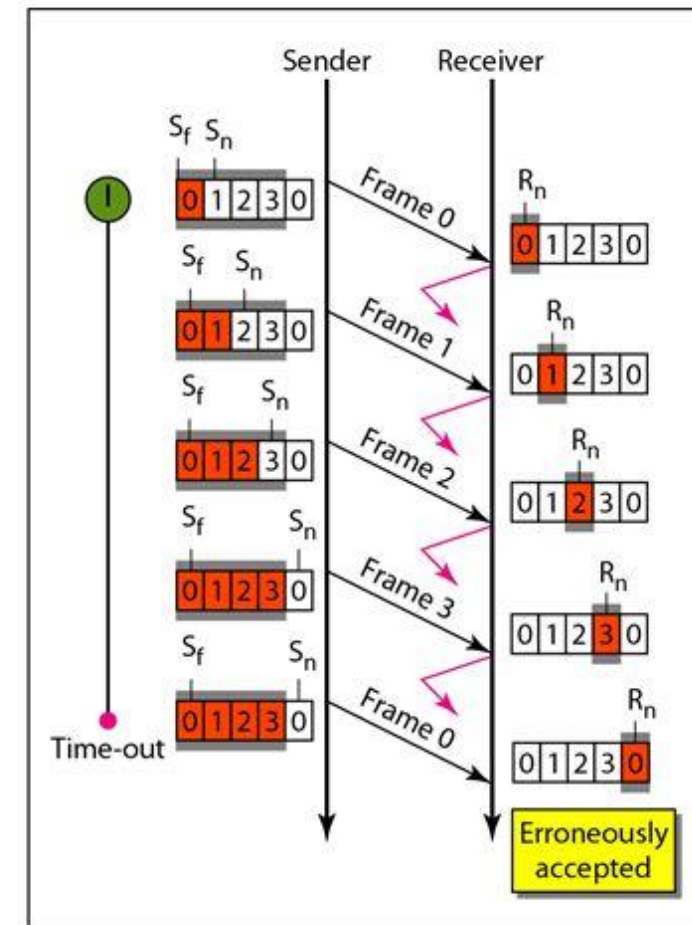 Sender Receiver
Sf Sn
I
0 1 2 3 0
Frame 0
Rn
0 1 2 3 0
Sf Sn
0 1 2 3 0
Frame 1
Rn
0 1 2 3 0
Sf Sn
0 1 2 3 0
Frame 2
Rn
0 1 2 3 0
Sf Sn
0 1 2 3 0
Frame 3
Rn
0 1 2 3 0
Sf Sn
0 1 2 3 0
Time-out
Frame 0
Rn
0 1 2 3 0
Erroneously
accepted